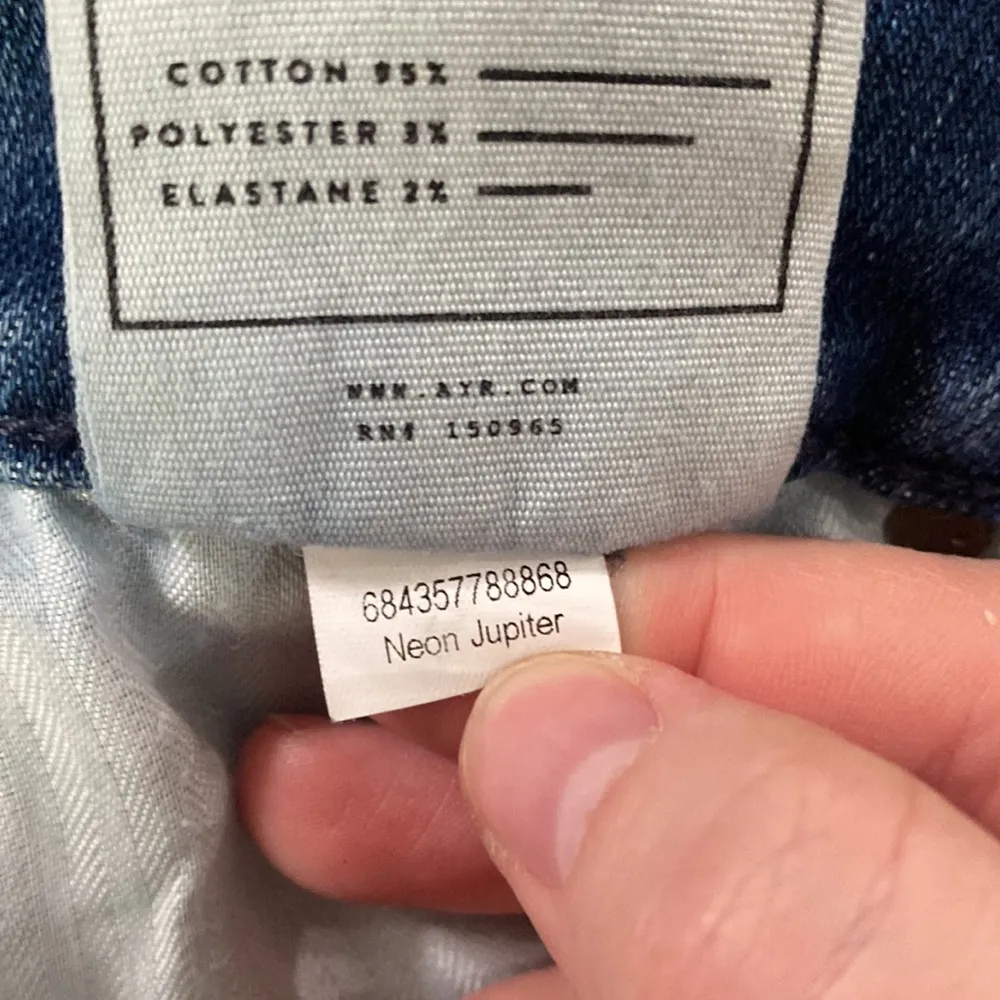 COTTON 95%
POLYESTER 3%
ELASTANE 2%
WWW.AYR.COM
RN# 150965
684357788868
Neon Jupiter